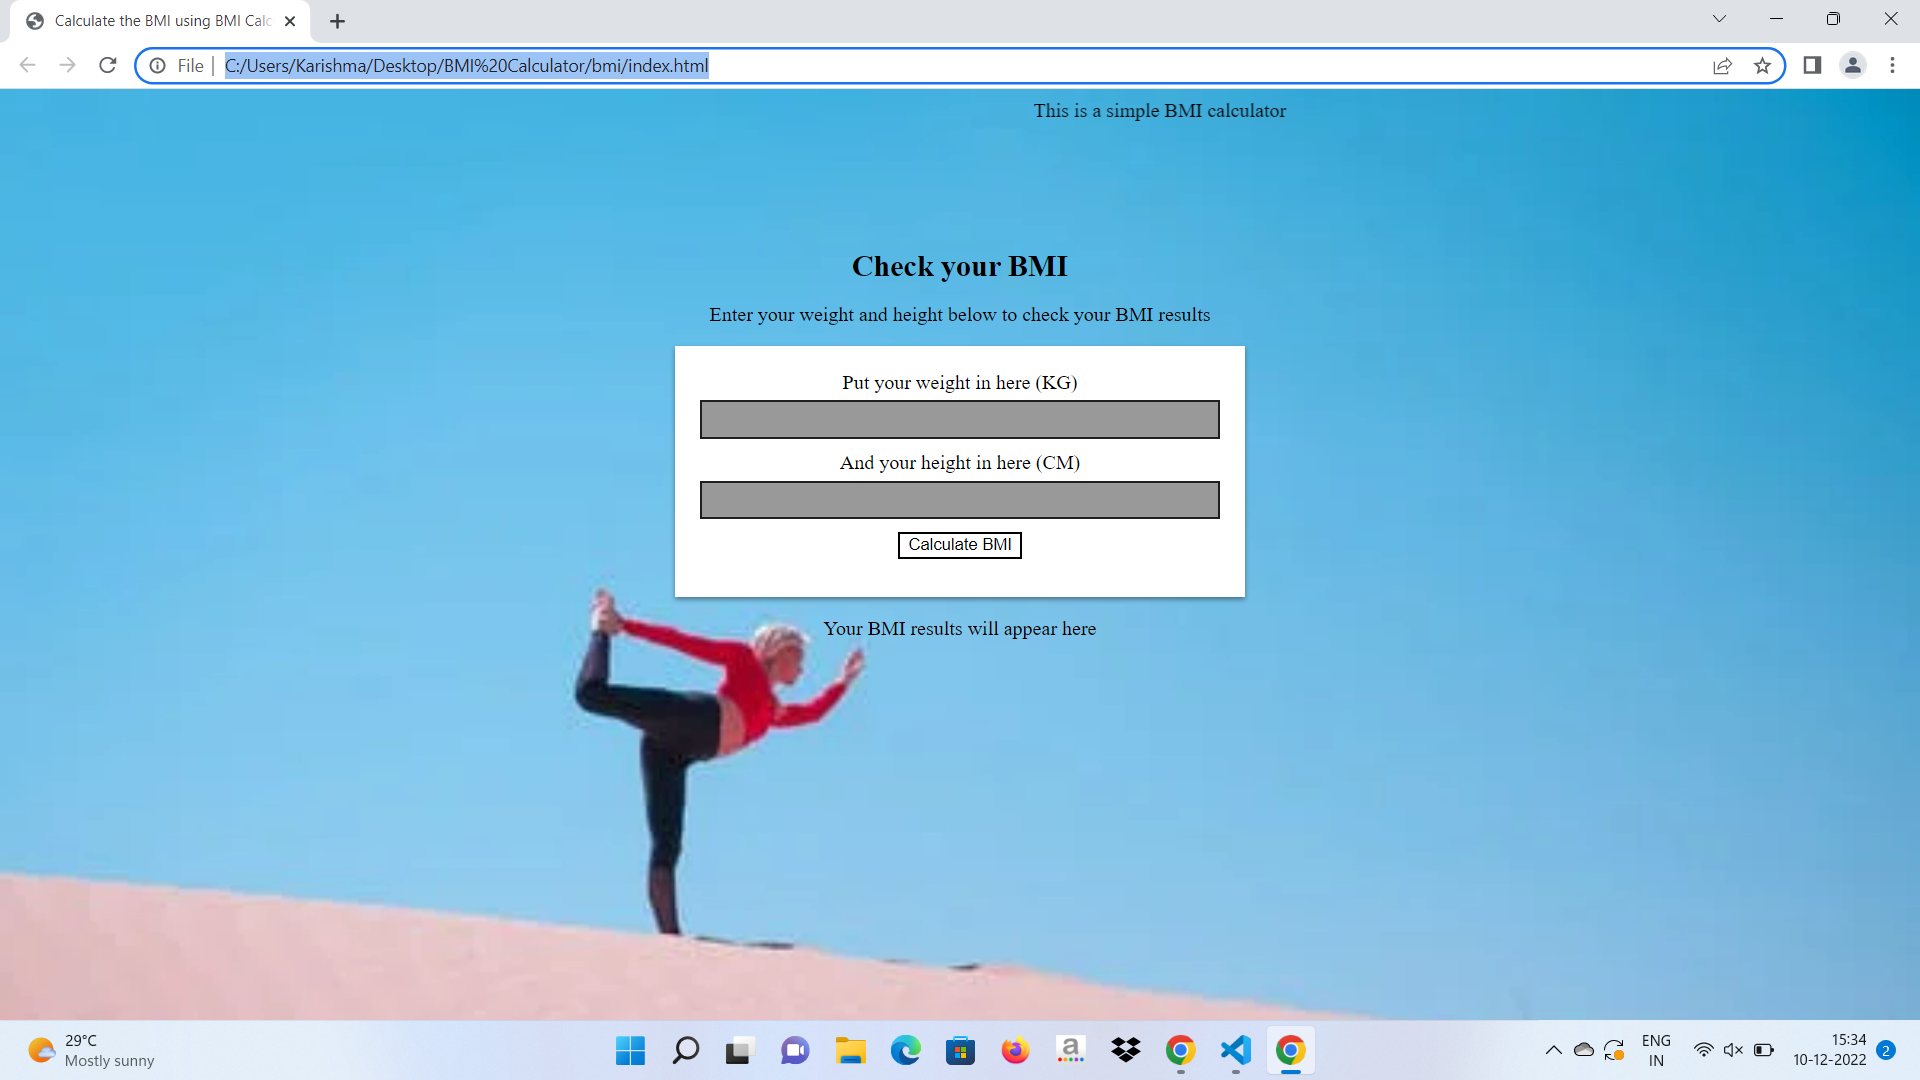 Calculate the BMI using BMI Calc
File
C:/Users/Karishma/Desktop/BMI%20Calculator/bmi/index.html
This is a simple BMI calculator
Check your BMI
Enter your weight and height below to check your BMI results
Put your weight in here (KG)
And your height in here (CM)
Calculate BMI
Your BMI results will appear here
29°C
Mostly sunny
a
ENG
IN
15:34
10-12-2022
2